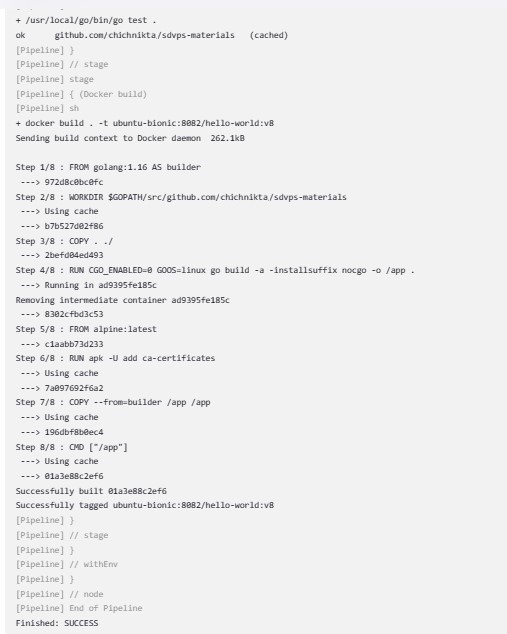 + /usr/local/go/bin/go test .
ok      github.com/chichnikta/sdvps-materials   (cached)
[Pipeline] }
[Pipeline] // stage
[Pipeline] stage
[Pipeline] { (Docker build)
[Pipeline] sh
+ docker build . -t ubuntu-bionic:8082/hello-world:v8
Sending build context to Docker daemon  262.1kB

Step 1/8 : FROM golang:1.16 AS builder
 ---> 972d8c0bc0fc
Step 2/8 : WORKDIR $GOPATH/src/github.com/chichnikta/sdvps-materials
 ---> Using cache
 ---> b7b527d02f86
Step 3/8 : COPY . ./
 ---> 2befd04ed493
Step 4/8 : RUN CGO_ENABLED=0 GOOS=linux go build -a -installsuffix nocgo -o /app .
 ---> Running in ad9395fe185c
Removing intermediate container ad9395fe185c
 ---> 8302cfbd3c53
Step 5/8 : FROM alpine:latest
 ---> c1aabb73d233
Step 6/8 : RUN apk -U add ca-certificates
 ---> Using cache
 ---> 7a097692f6a2
Step 7/8 : COPY --from=builder /app /app
 ---> Using cache
 ---> 196dbf8b0ec4
Step 8/8 : CMD ["/app"]
 ---> Using cache
 ---> 01a3e88c2ef6
Successfully built 01a3e88c2ef6
Successfully tagged ubuntu-bionic:8082/hello-world:v8
[Pipeline] }
[Pipeline] // stage
[Pipeline] }
[Pipeline] // withEnv
[Pipeline] }
[Pipeline] // node
[Pipeline] End of Pipeline
Finished: SUCCESS